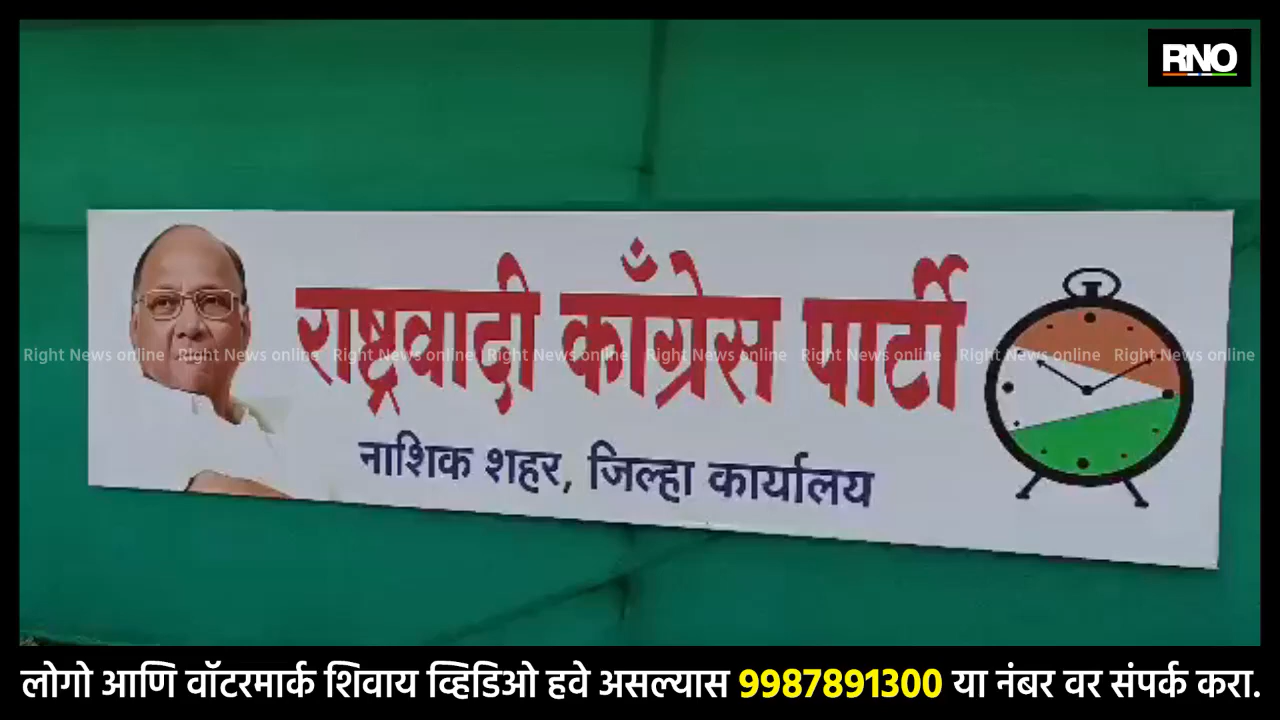 RNO
राष्ट्रवादी काँग्रेस पार्टी
Right News online Right News online Right News online Right News online Right News online Right News online Right News online Right News online
नाशिक शहर, जिल्हा कार्यालय
लोगो आणि वॉटरमार्क शिवाय व्हिडिओ हवे असल्यास 9987891300 या नंबर वर संपर्क करा.